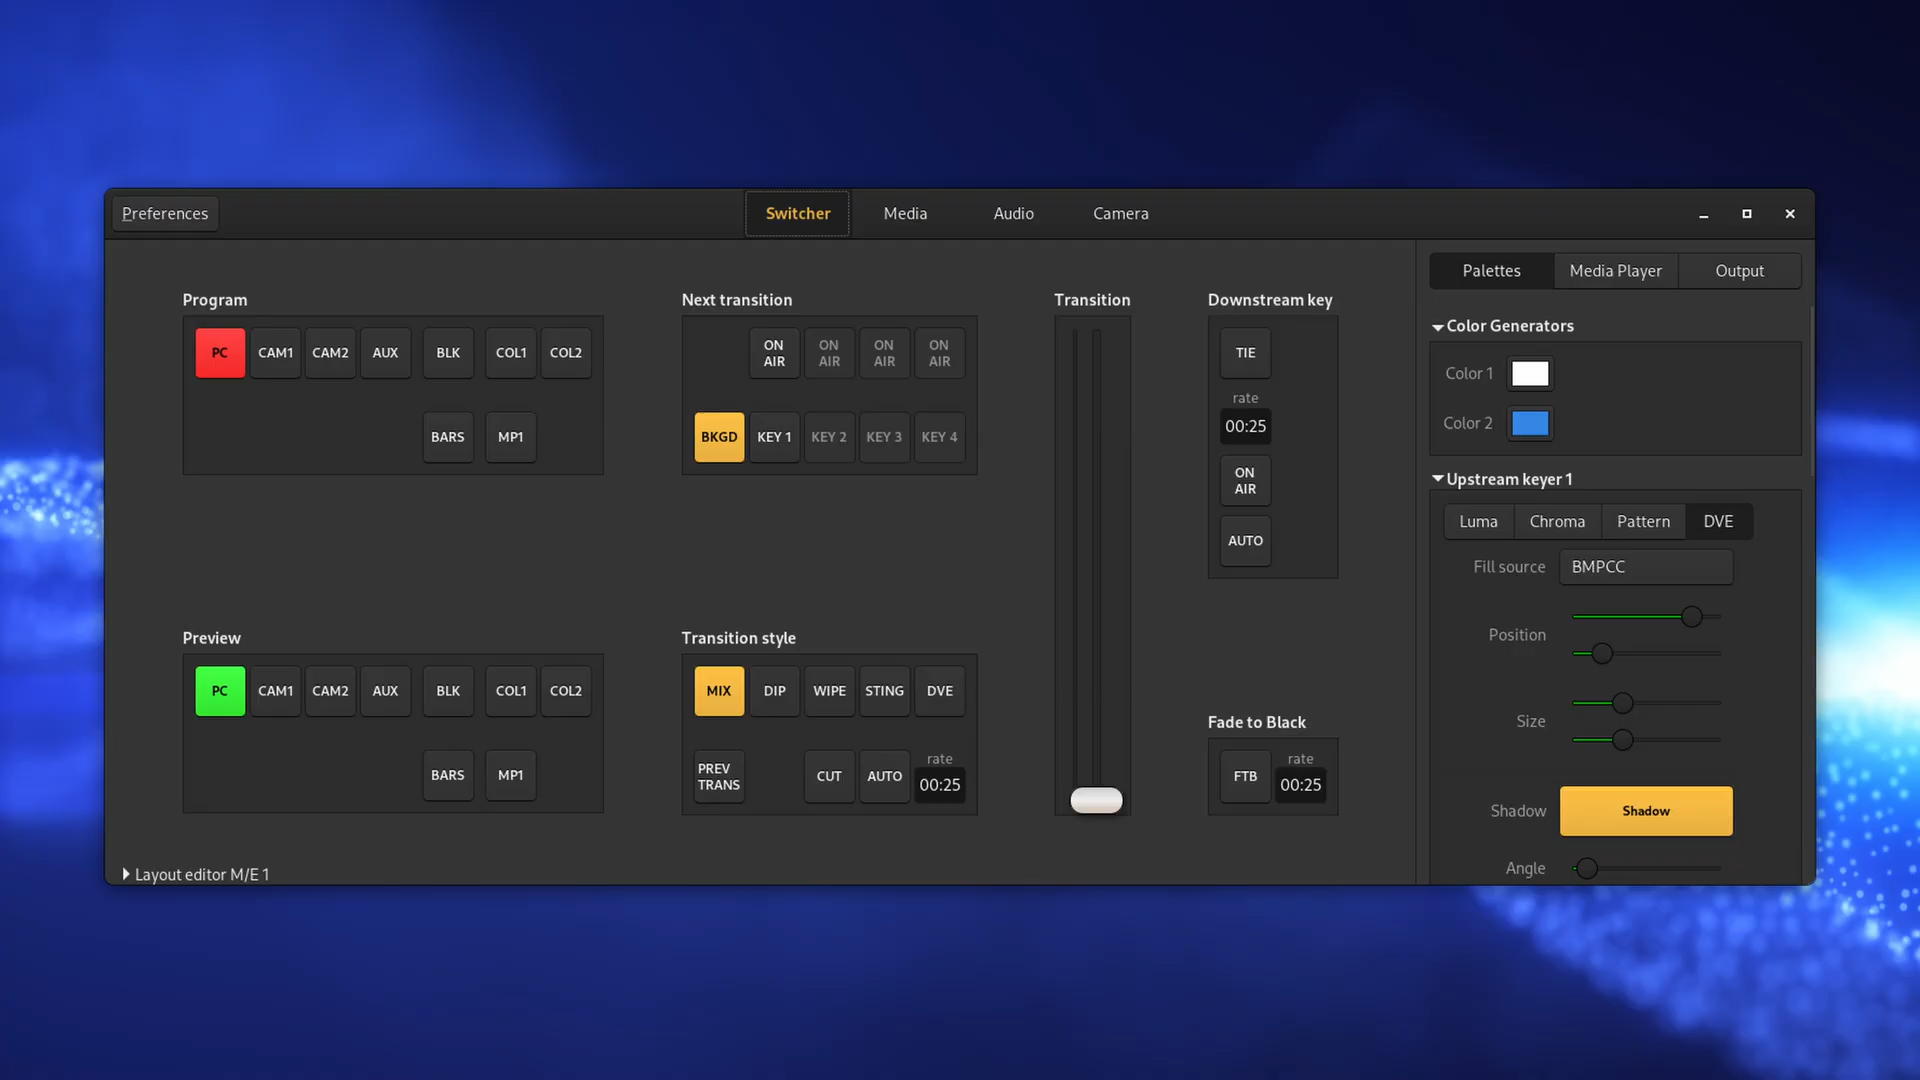 Preferences
Switcher
Media
Audio
Camera
Program
PC CAM1 CAM2 AUX BLK COL1 COL2
BARS MP1
Next transition
ON AIR ON AIR ON AIR ON AIR
BKGD KEY 1 KEY 2 KEY 3 KEY 4
Transition
Downstream key
TIE
rate
00:25
ON AIR
AUTO
Preview
PC CAM1 CAM2 AUX BLK COL1 COL2
BARS MP1
Transition style
MIX DIP WIPE STING DVE
PREV TRANS CUT AUTO rate 00:25
Fade to Black
FTB rate 00:25
Layout editor M/E 1
Palettes Media Player Output
Color Generators
Color 1
Color 2
Upstream keyer 1
Luma Chroma Pattern DVE
Fill source BMPCC
Position
Size
Shadow Shadow
Angle